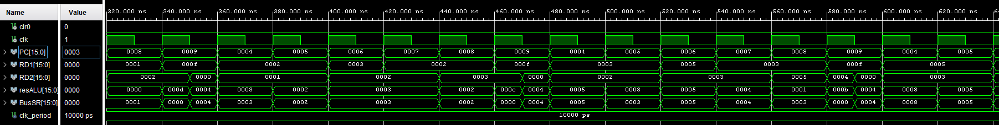 Name Value 320.000 ns 340.000 ns 360.000 ns 380.000 ns 400.000 ns 420.000 ns 440.000 ns 460.000 ns 480.000 ns 500.000 ns 520.000 ns 540.000 ns 560.000 ns 580.000 ns 600.000 ns 620.000 ns
clr0 0
clk 1
PC[15:0] 0003 0008 0009 0004 0005 0006 0007 0008 0009 0004 0005 0006 0007 0008 0009 0004 0005
RD1[15:0] 0000 0001 000f 0002 0003 0002 000f 0003 0005 0003 000f 0005
RD2[15:0] 0000 0002 0000 0001 0002 0003 0000 0002 0003 0005 0004 0000 0003
resALU[15:0] 0000 0000 000d 0004 0003 0002 0003 0002 000c 0004 0005 0003 0005 0004 0001 000b 0004 0008 0005
BusSR[15:0] 0000 0001 0000 0004 0003 0002 0003 0002 0000 0004 0005 0003 0005 0004 0003 0000 0004 0008 0005
clk_period 10000 ps 10000 ps